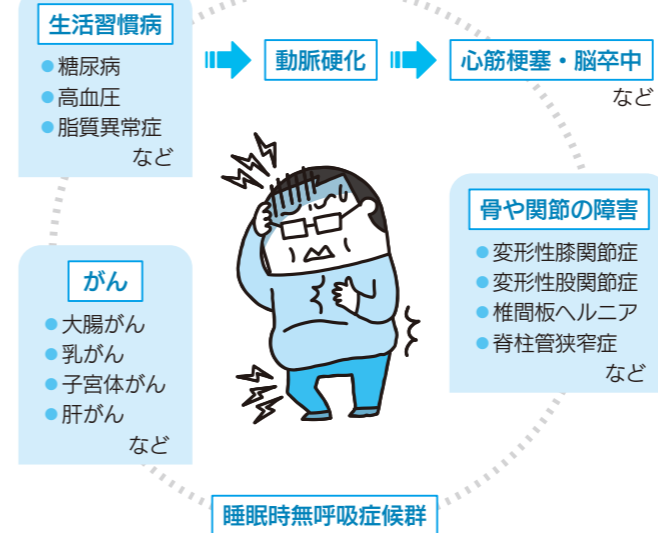 生活習慣病
●糖尿病
●高血圧
●脂質異常症
など
動脈硬化
心筋梗塞・脳卒中
など
骨や関節の障害
●変形性膝関節症
●変形性股関節症
●椎間板ヘルニア
●脊柱管狭窄症
など
がん
●大腸がん
●乳がん
●子宮体がん
●肝がん
など
睡眠時無呼吸症候群